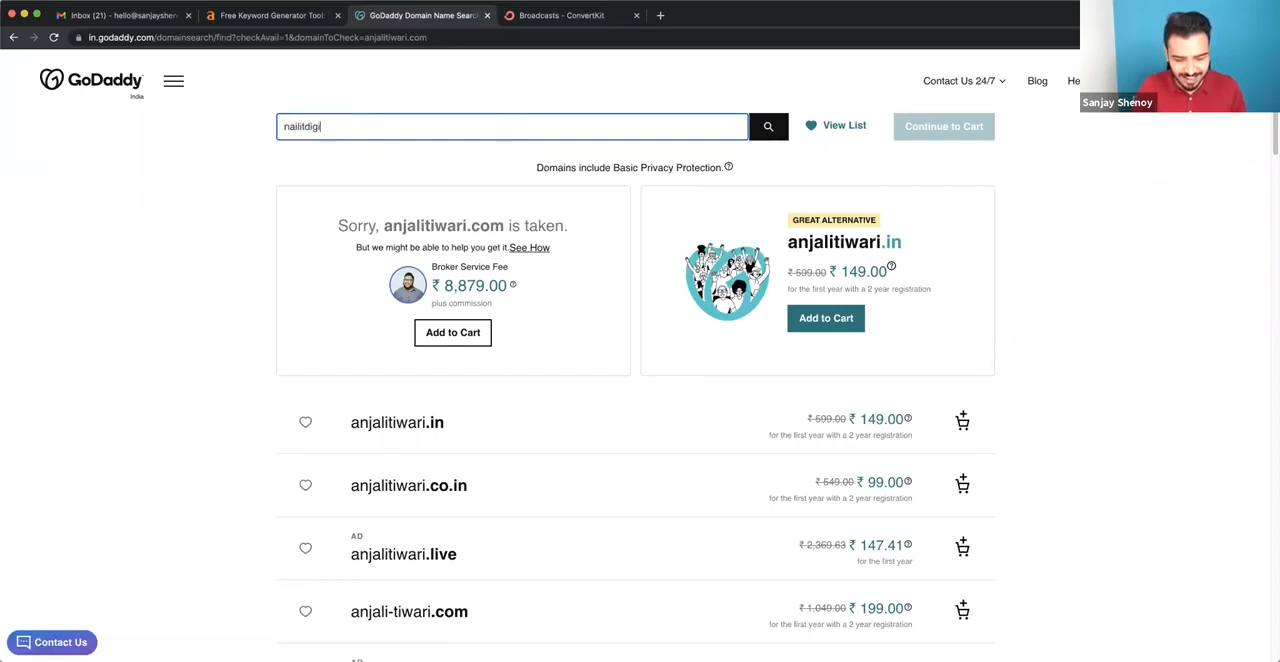 Inbox (21) - hello@sanjayshen
Free Keyword Generator Tool:
GoDaddy Domain Name Search
Broadcasts - ConvertKit
in.godaddy.com/domainsearch/find?checkAvail=1&domainToCheck=anjalitiwari.com
GoDaddy
India
Contact Us 24/7
Blog
He
Sanjay Shenoy
nailitdigi
View List
Continue to Cart
Domains include Basic Privacy Protection.
Sorry, anjalitiwari.com is taken.
But we might be able to help you get it. See How
Broker Service Fee
₹ 8,879.00
plus commission
Add to Cart
GREAT ALTERNATIVE
anjalitiwari.in
₹ 599.00 ₹ 149.00
for the first year with a 2 year registration
Add to Cart
anjalitiwari.in
₹ 599.00 ₹ 149.00
for the first year with a 2 year registration
anjalitiwari.co.in
₹ 549.00 ₹ 99.00
for the first year with a 2 year registration
AD
anjalitiwari.live
₹ 2,369.63 ₹ 147.41
for the first year
anjali-tiwari.com
₹ 1,049.00 ₹ 199.00
for the first year with a 2 year registration
Contact Us